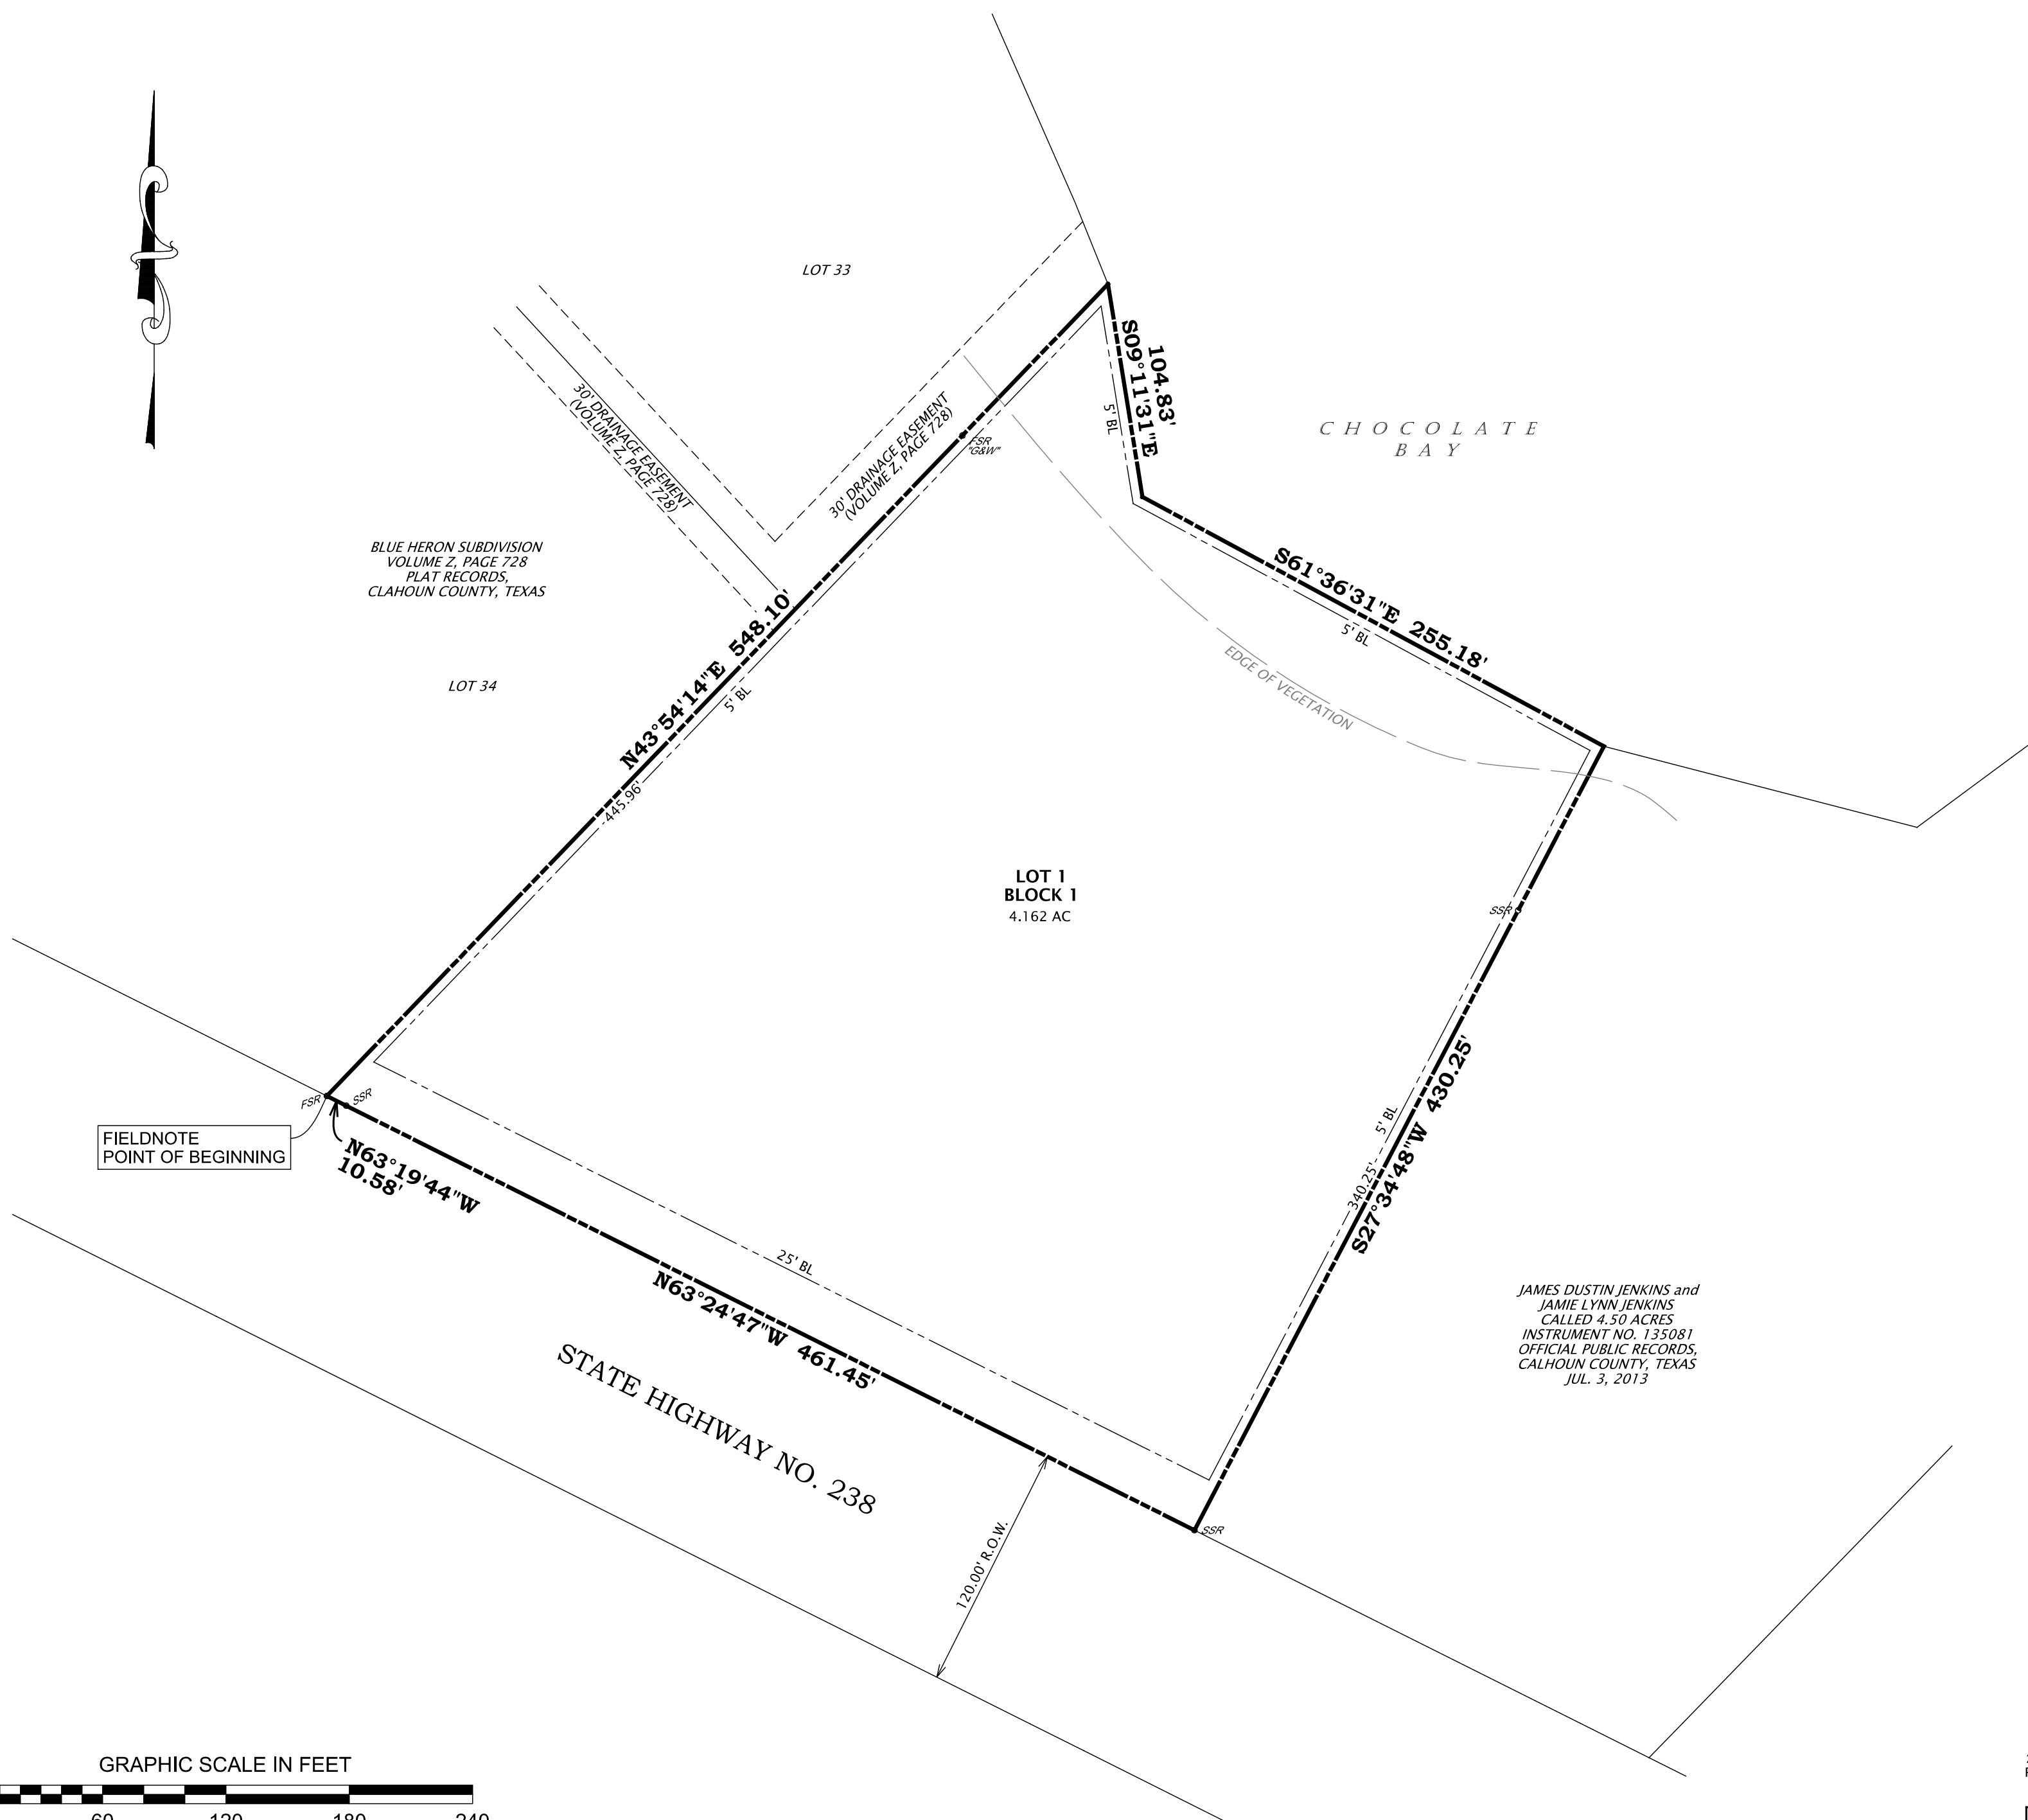 LOT 33
30' DRAINAGE EASEMENT
(VOLUME Z, PAGE 728)
30' DRAINAGE EASEMENT
(VOLUME Z, PAGE 728)
FSR
"G&W"
S09°11'31"E
104.83'
5' BL
C H O C O L A T E
B A Y
BLUE HERON SUBDIVISION
VOLUME Z, PAGE 728
PLAT RECORDS,
CLAHOUN COUNTY, TEXAS
LOT 34
N43°54'14"E 548.10'
5' BL
445.96'
S61°36'31"E 255.18'
5' BL
EDGE OF VEGETATION
LOT 1
BLOCK 1
4.162 AC
SSR
S27°34'48"W 430.25'
5' BL
340.25'
FSR
SSR
FIELDNOTE
POINT OF BEGINNING
N63°19'44"W
10.58'
25' BL
N63°24'47"W 461.45'
STATE HIGHWAY NO. 238
120.00' R.O.W.
SSR
JAMES DUSTIN JENKINS and
JAMIE LYNN JENKINS
CALLED 4.50 ACRES
INSTRUMENT NO. 135081
OFFICIAL PUBLIC RECORDS,
CALHOUN COUNTY, TEXAS
JUL. 3, 2013
GRAPHIC SCALE IN FEET
60 120 180 240